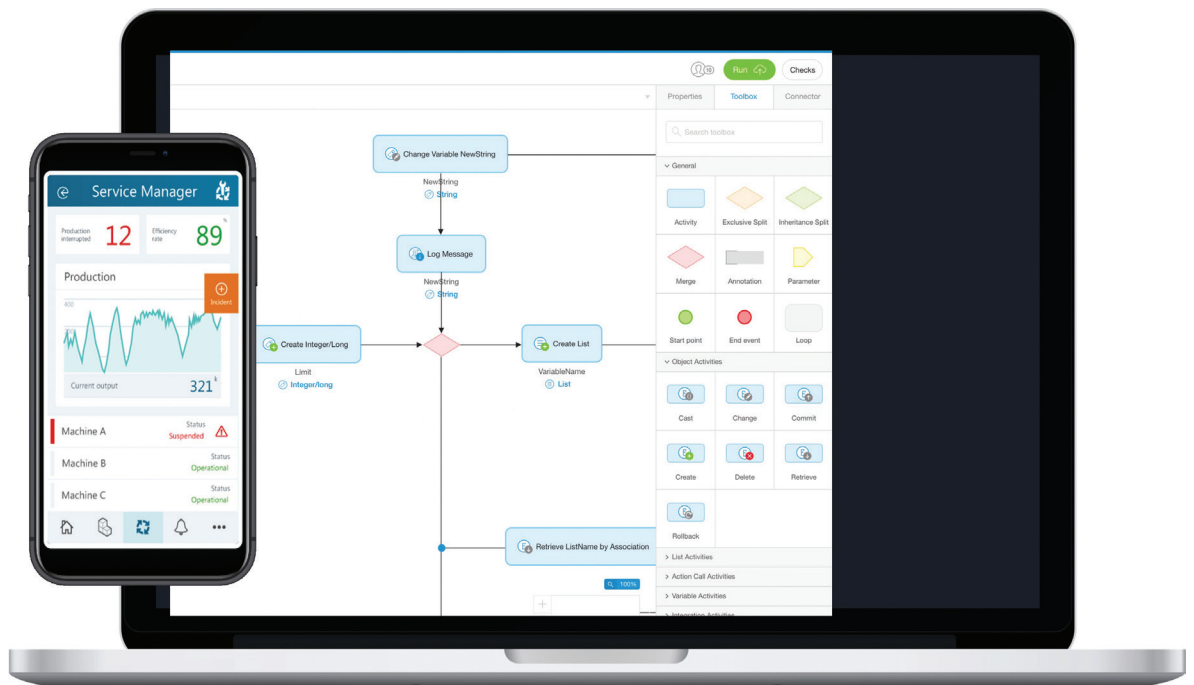 Service Manager
Production
interrupted
12
Efficiency
rate
89
%
Production
400
Incident
Current output
321
k
Machine A
Status
Suspended
Machine B
Status
Operational
Machine C
Status
Operational
10
Run
Checks
Properties
Toolbox
Connector
Search toolbox
Change Variable NewString
NewString
String
Log Message
NewString
String
Create Integer/Long
Limit
Integer/long
Create List
VariableName
List
Retrieve ListName by Association
100%
General
Activity
Exclusive Split
Inheritance Split
Merge
Annotation
Parameter
Start point
End event
Loop
Object Activities
Cast
Change
Commit
Create
Delete
Retrieve
Rollback
List Activities
Action Call Activities
Variable Activities
Integration Activities